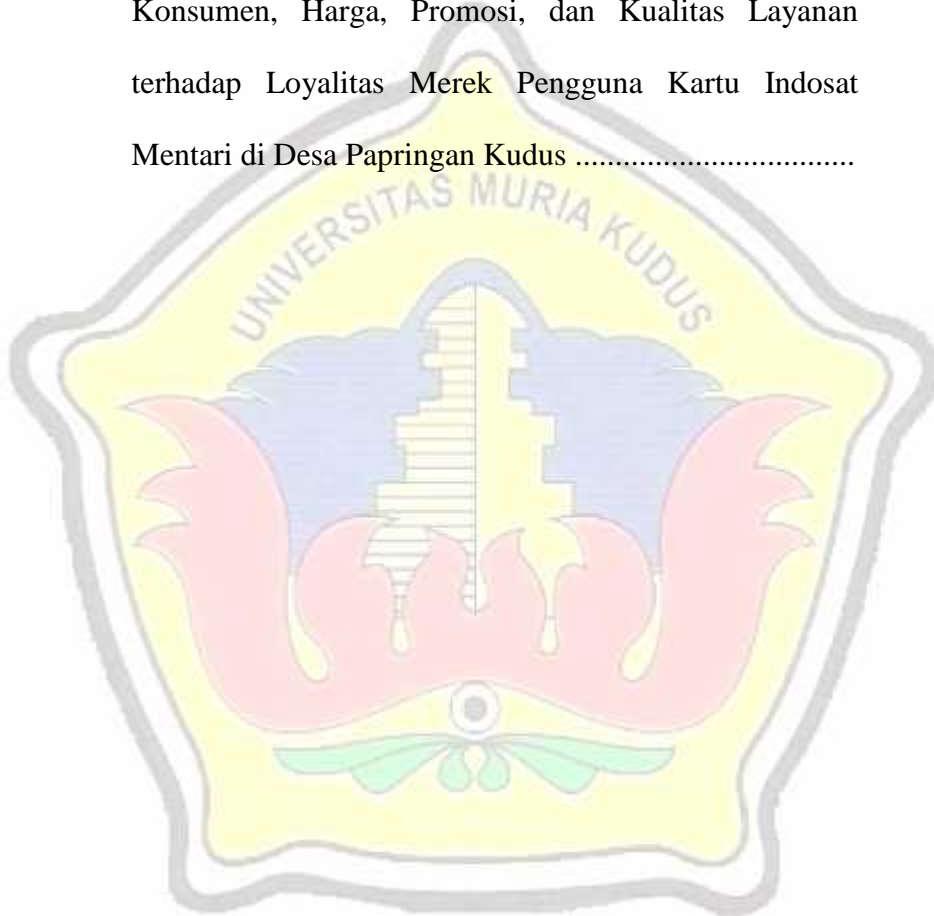 Konsumen, Harga, Promosi, dan Kualitas Layanan
terhadap Loyalitas Merek Pengguna Kartu Indosat
Mentari di Desa Papringan Kudus ..................................
UNIVERSITAS MURIA KUDUS